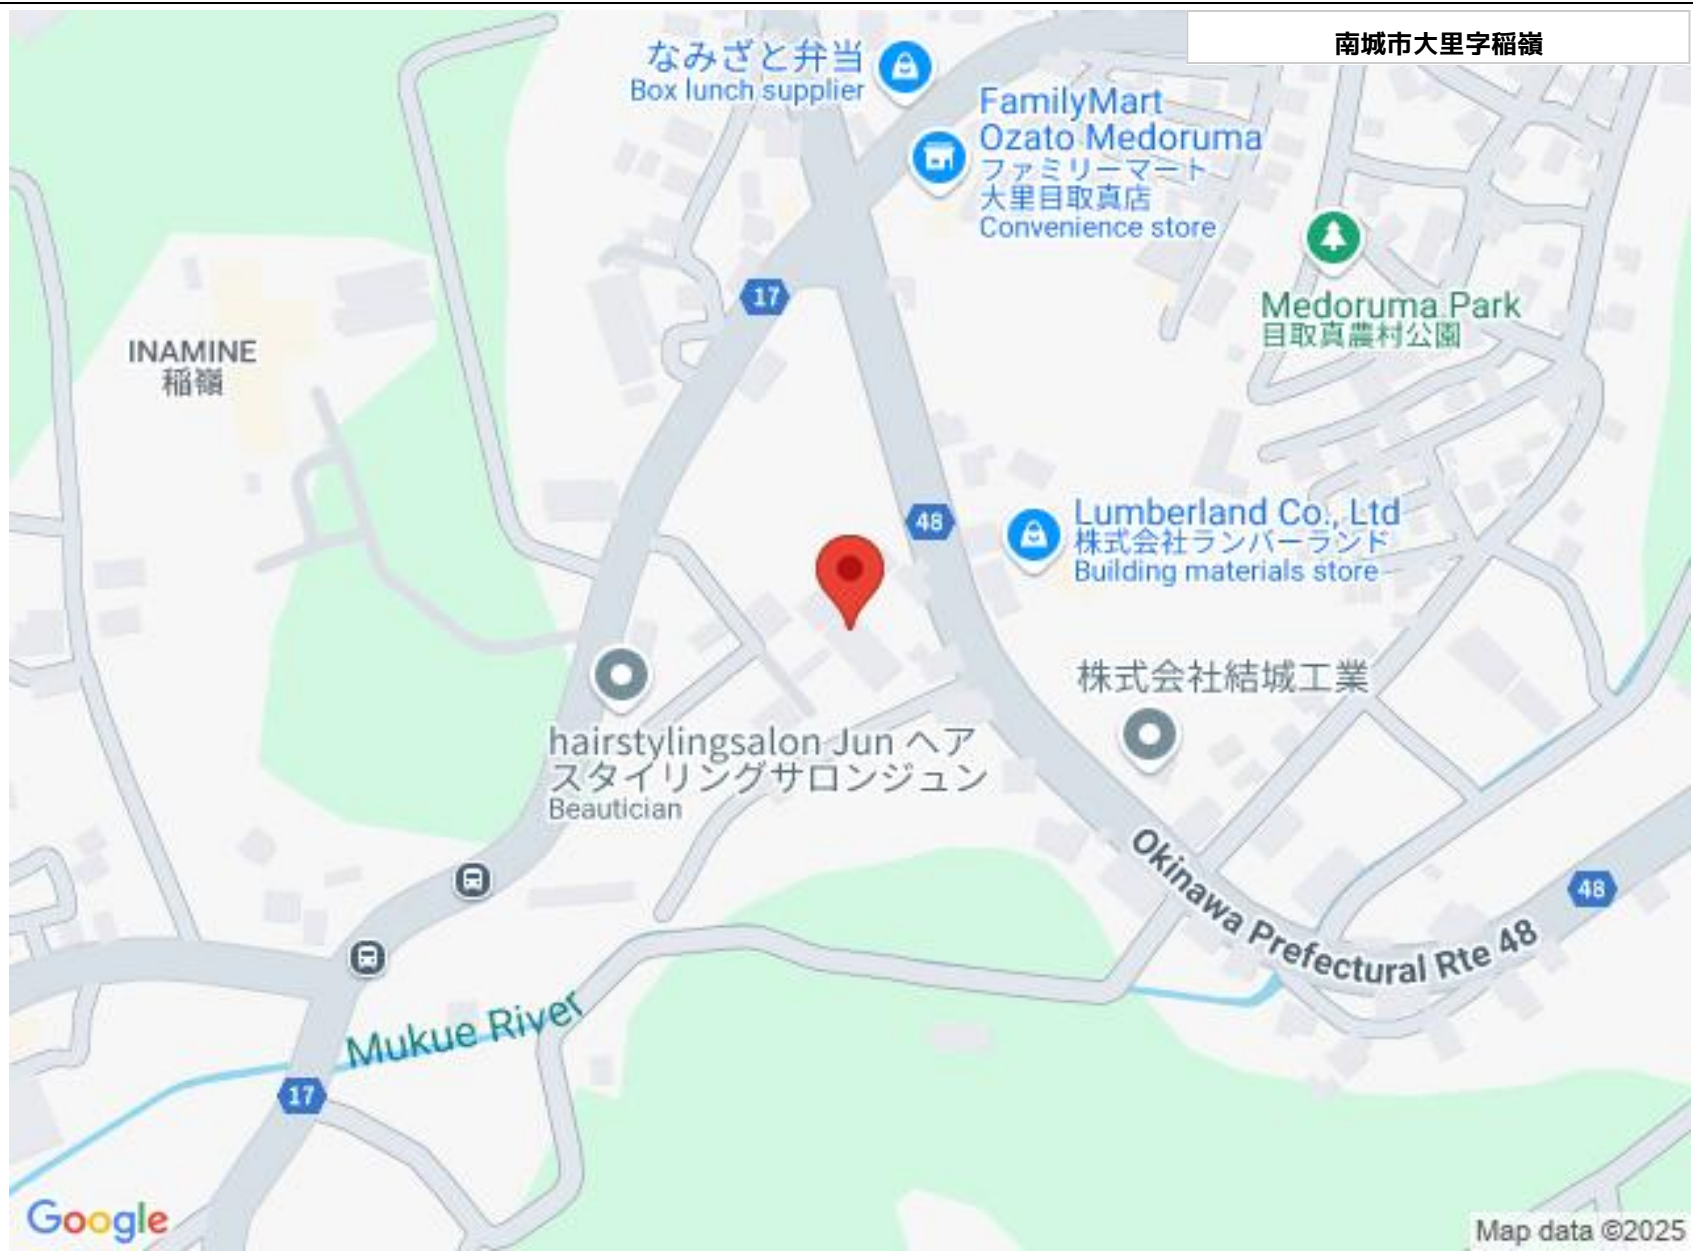 南城市大里字稲嶺
なみざと弁当
Box lunch supplier
FamilyMart
Ozato Medoruma
ファミリーマート
大里目取真店
Convenience store
17
Medoruma Park
目取真農村公園
INAMINE
稲嶺
48
Lumberland Co., Ltd
株式会社ランバーランド
Building materials store
株式会社結城工業
hairstylingsalon Jun ヘア
スタイリングサロンジュン
Beautician
Okinawa Prefectural Rte 48
48
Mukue River
17
Google
Map data ©2025